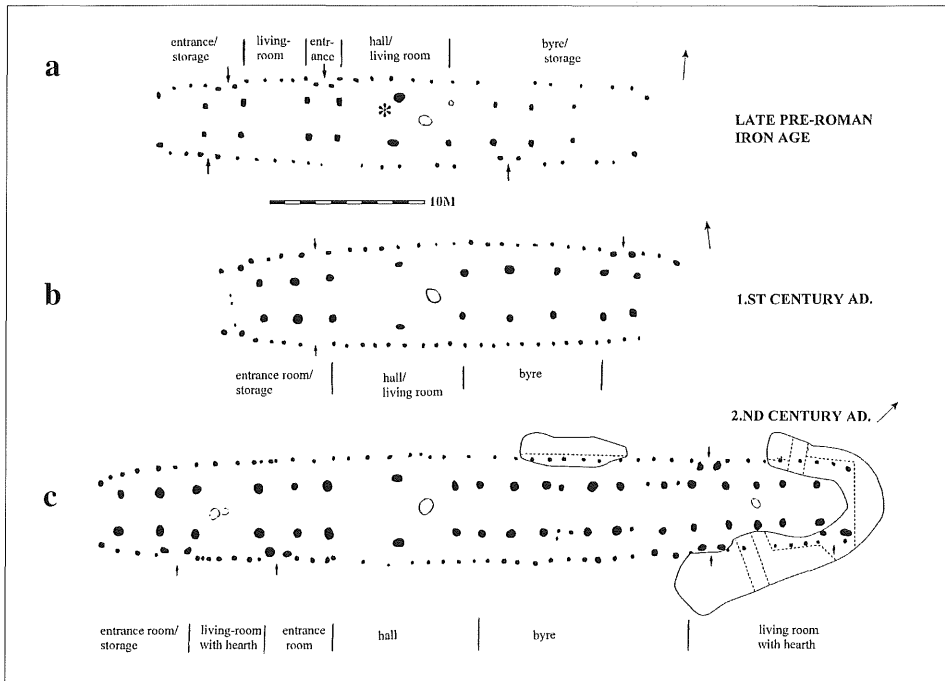 entrance/ living- entr- hall/ byre/
storage room ance living room storage
a
LATE PRE-ROMAN
IRON AGE
10M
b
1.ST CENTURY AD.
entrance room/ hall/ byre
storage living room
2.ND CENTURY AD.
c
entrance room/ living-room entrance hall byre living room
storage with hearth room with hearth